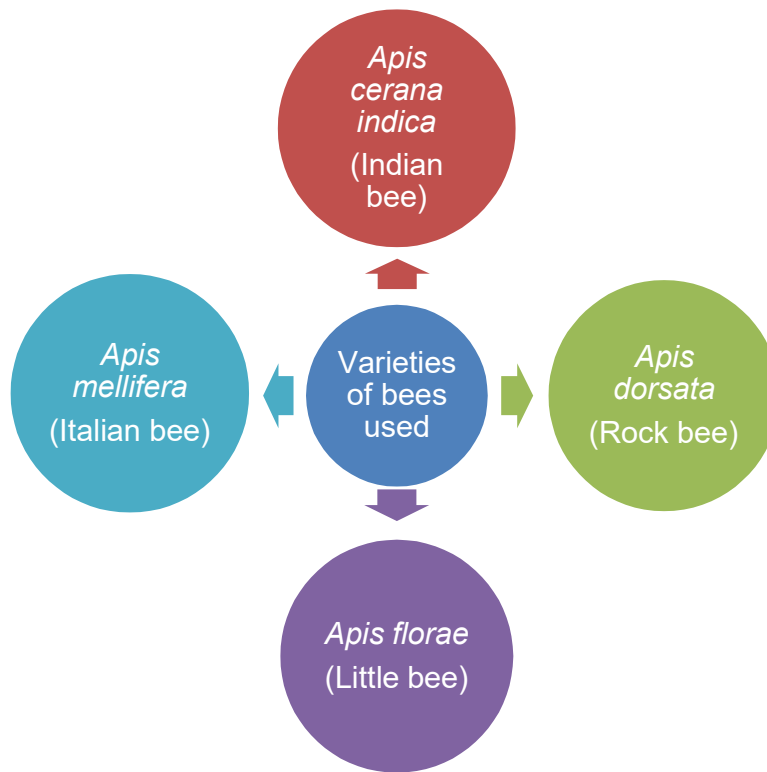 Apis
cerana
indica
(Indian
bee)
Apis
mellifera
(Italian bee)
Varieties
of bees
used
Apis
dorsata
(Rock bee)
Apis florae
(Little bee)